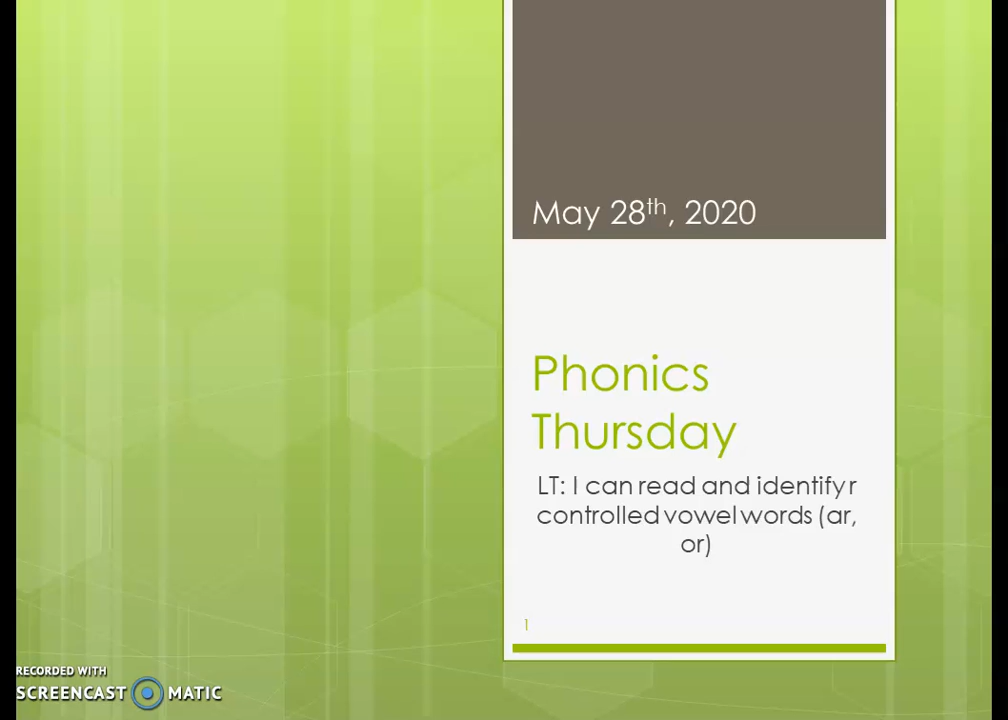 May 28th, 2020
Phonics
Thursday
LT: I can read and identify r
controlled vowel words (ar,
or)
1
RECORDED WITH
SCREENCAST MATIC